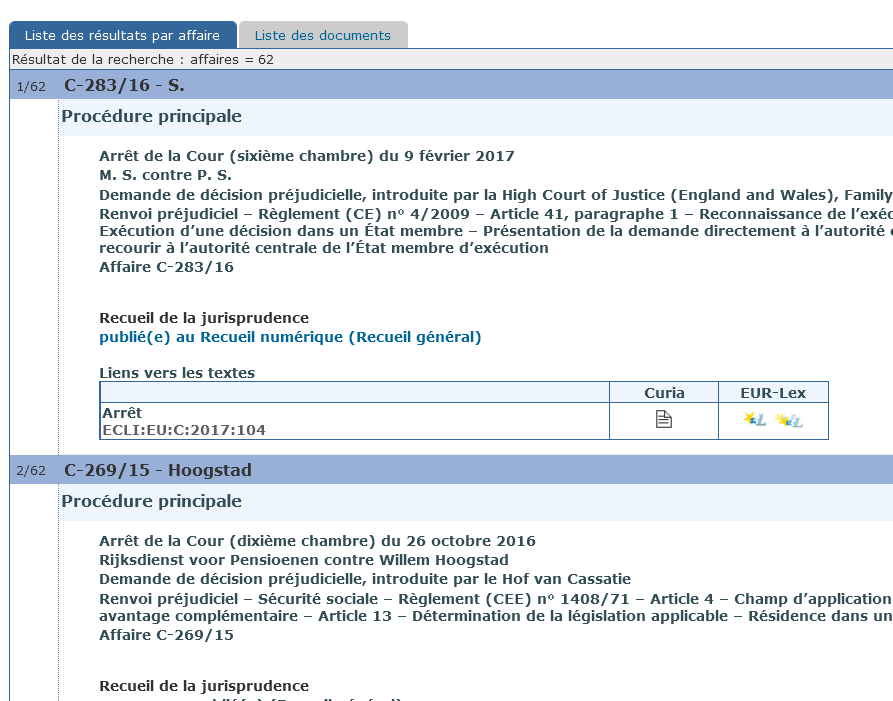 Liste des résultats par affaire Liste des documents
Résultat de la recherche : affaires = 62
1/62 C-283/16 - S.
Procédure principale
Arrêt de la Cour (sixième chambre) du 9 février 2017
M. S. contre P. S.
Demande de décision préjudicielle, introduite par la High Court of Justice (England and Wales), Family
Renvoi préjudiciel – Règlement (CE) n° 4/2009 – Article 41, paragraphe 1 – Reconnaissance de l’exéc
Exécution d’une décision dans un État membre – Présentation de la demande directement à l’autorité
recourir à l’autorité centrale de l’État membre d’exécution
Affaire C-283/16
Recueil de la jurisprudence
publié(e) au Recueil numérique (Recueil général)
Liens vers les textes
Curia EUR-Lex
Arrêt
ECLI:EU:C:2017:104
2/62 C-269/15 - Hoogstad
Procédure principale
Arrêt de la Cour (dixième chambre) du 26 octobre 2016
Rijksdienst voor Pensioenen contre Willem Hoogstad
Demande de décision préjudicielle, introduite par le Hof van Cassatie
Renvoi préjudiciel – Sécurité sociale – Règlement (CEE) n° 1408/71 – Article 4 – Champ d’application
avantage complémentaire – Article 13 – Détermination de la législation applicable – Résidence dans un
Affaire C-269/15
Recueil de la jurisprudence